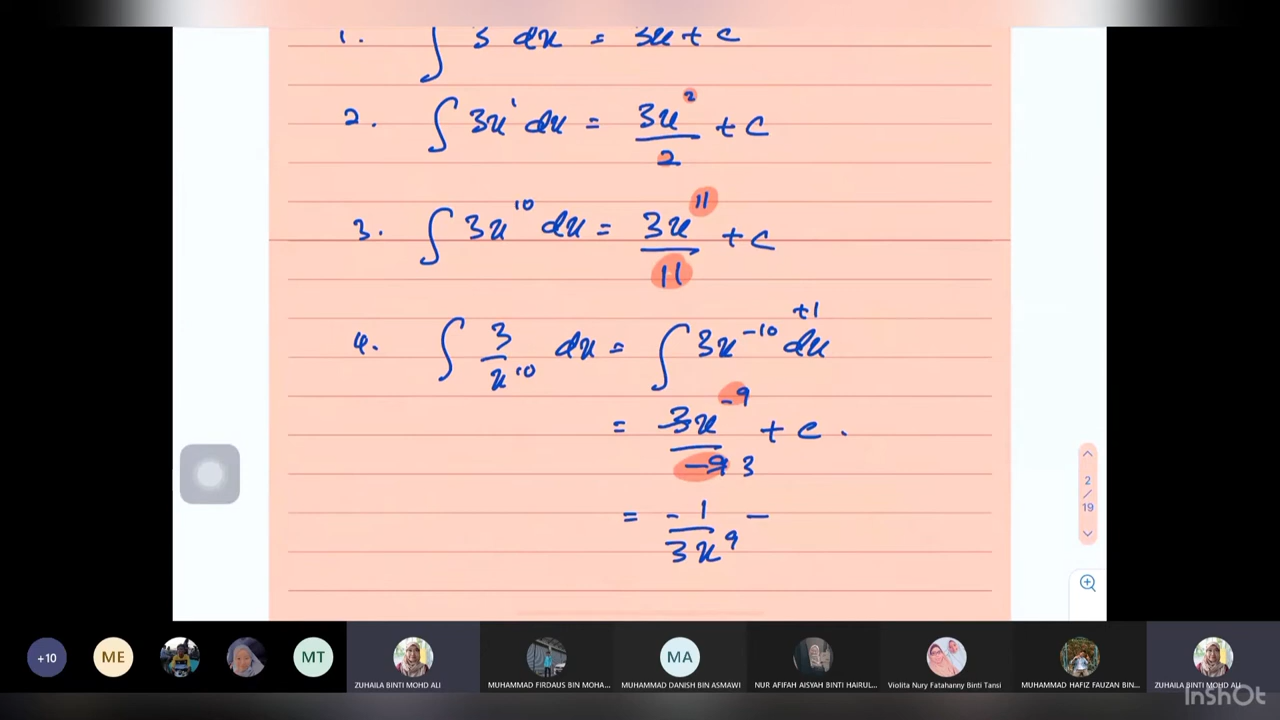 1. ∫ 3 dx = 3x + c
2. ∫ 3x¹ dx = 3x² / 2 + c
3. ∫ 3x¹⁰ dx = 3x¹¹ / 11 + c
4. ∫ 3 / x¹⁰ dx = ∫ 3x⁻¹⁰ ⁺¹ dx
= 3x⁻⁹ / -9 3 + c.
= -1 / 3x⁹ -
2 / 19
+10 ME MT ZUHAILA BINTI MOHD ALI MUHAMMAD FIRDAUS BIN MOHA... MA MUHAMMAD DANISH BIN ASMAWI NUR AFIFAH AISYAH BINTI HAIRUL... Violita Nury Fatahanny Binti Tansi MUHAMMAD HAFIZ FAUZAN BIN... ZUHAILA BINTI MOHD ALI
InShOt